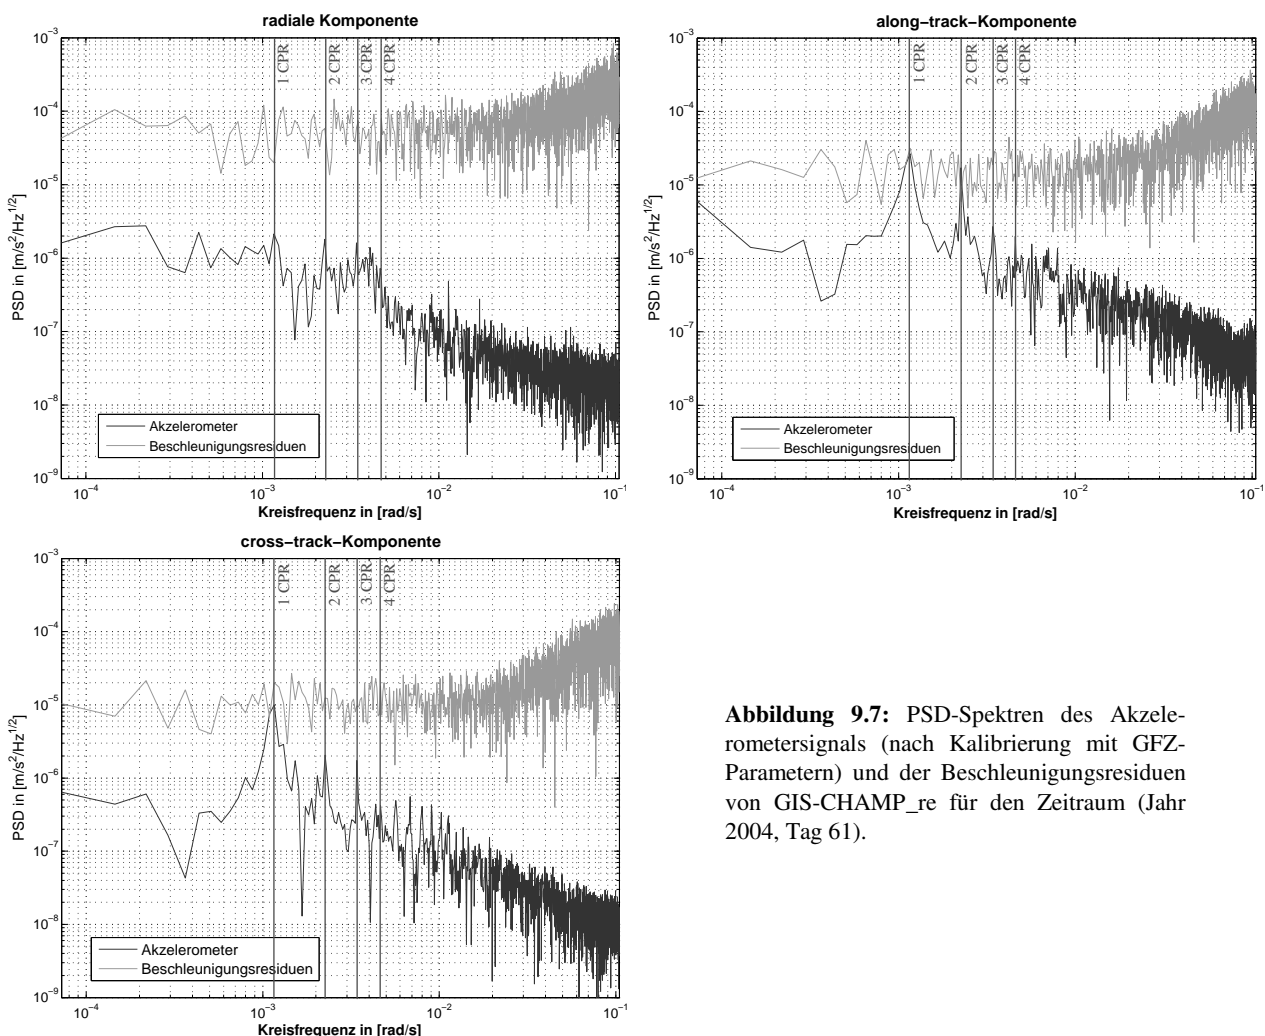 radiale Komponente
10⁻³
10⁻⁴
10⁻⁵
10⁻⁶
10⁻⁷
10⁻⁸
10⁻⁹
PSD in [m/s²/Hz^1/2]
1 CPR
2 CPR
3 CPR
4 CPR
Akzelerometer
Beschleunigungsresiduen
10⁻⁴
10⁻³
10⁻²
10⁻¹
Kreisfrequenz in [rad/s]
along−track−Komponente
10⁻³
10⁻⁴
10⁻⁵
10⁻⁶
10⁻⁷
10⁻⁸
10⁻⁹
PSD in [m/s²/Hz^1/2]
1 CPR
2 CPR
3 CPR
4 CPR
Akzelerometer
Beschleunigungsresiduen
10⁻⁴
10⁻³
10⁻²
10⁻¹
Kreisfrequenz in [rad/s]
cross−track−Komponente
10⁻³
10⁻⁴
10⁻⁵
10⁻⁶
10⁻⁷
10⁻⁸
10⁻⁹
PSD in [m/s²/Hz^1/2]
1 CPR
2 CPR
3 CPR
4 CPR
Akzelerometer
Beschleunigungsresiduen
10⁻⁴
10⁻³
10⁻²
10⁻¹
Kreisfrequenz in [rad/s]
Abbildung 9.7: PSD-Spektren des Akzele-
rometersignals (nach Kalibrierung mit GFZ-
Parametern) und der Beschleunigungsresiduen
von GIS-CHAMP_re für den Zeitraum (Jahr
2004, Tag 61).